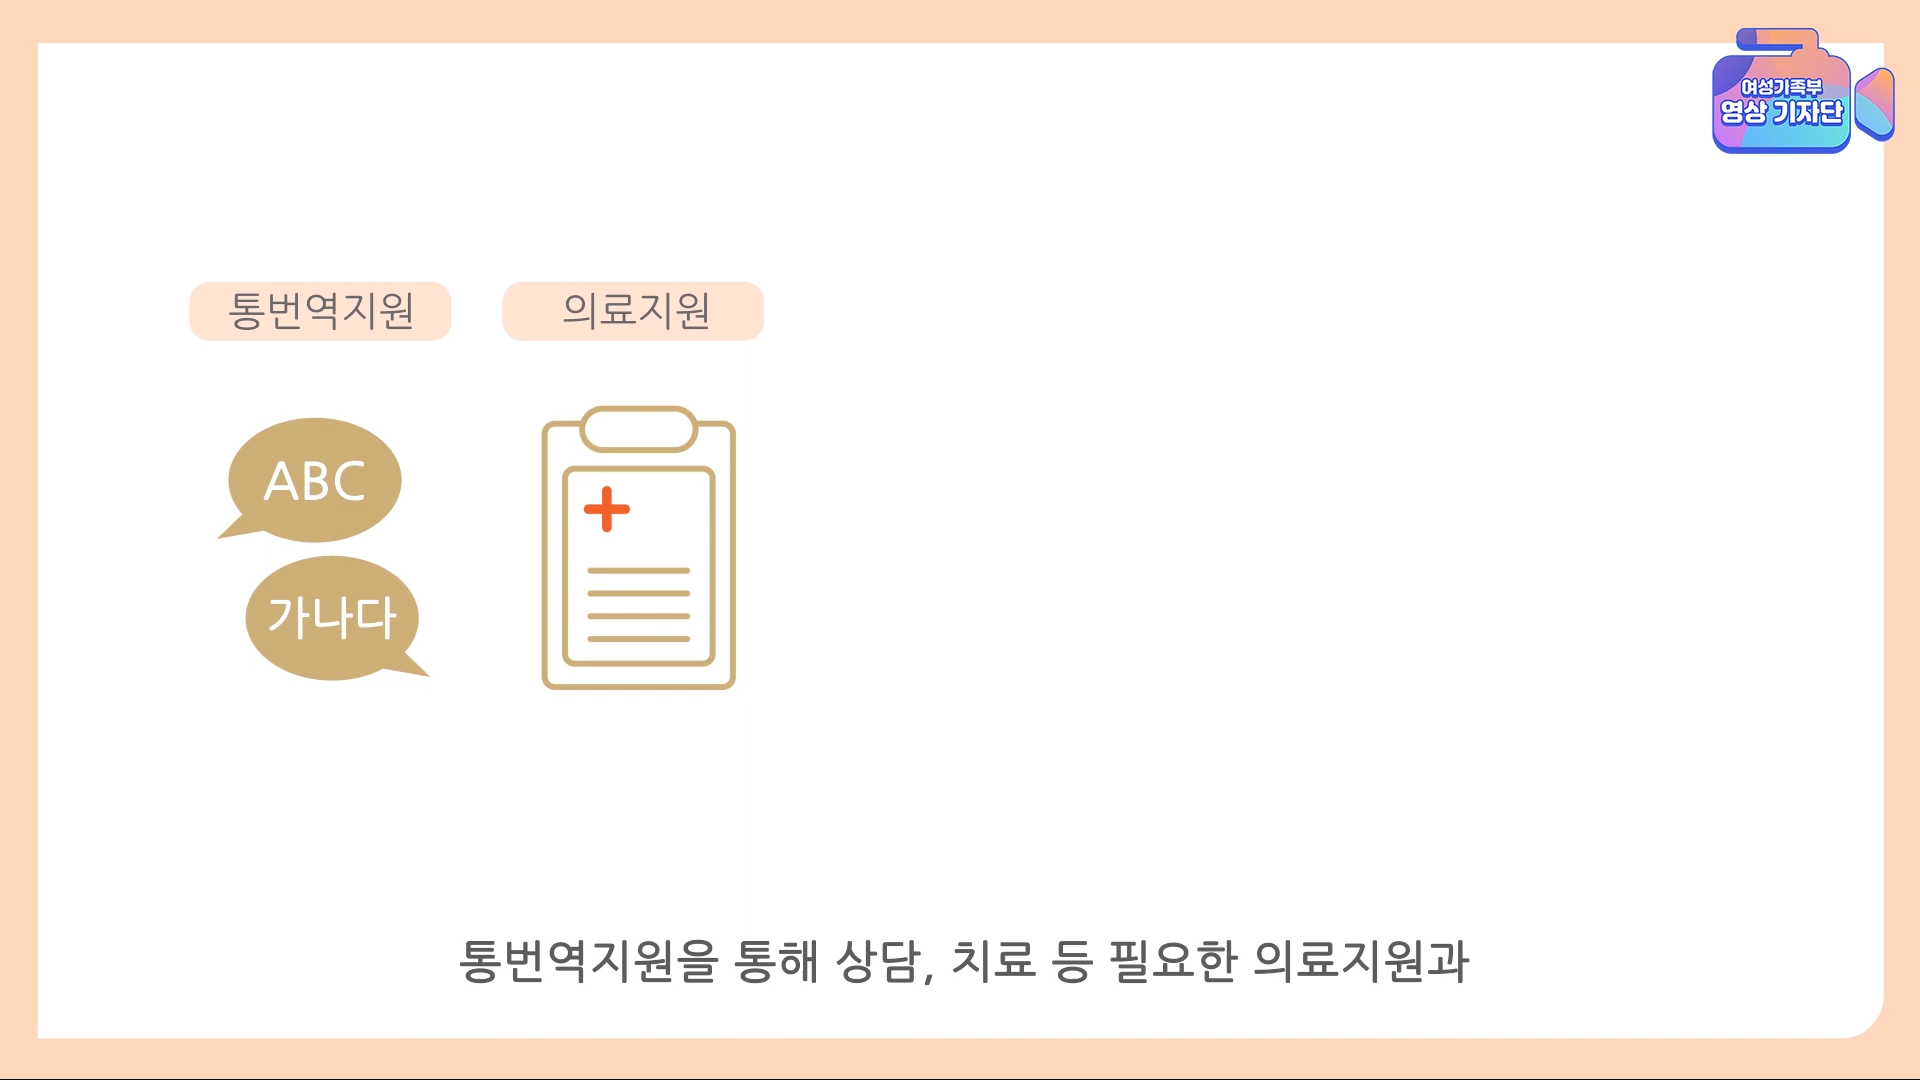 여성가족부
영상 기자단
통번역지원
의료지원
ABC
가나다
통번역지원을 통해 상담, 치료 등 필요한 의료지원과